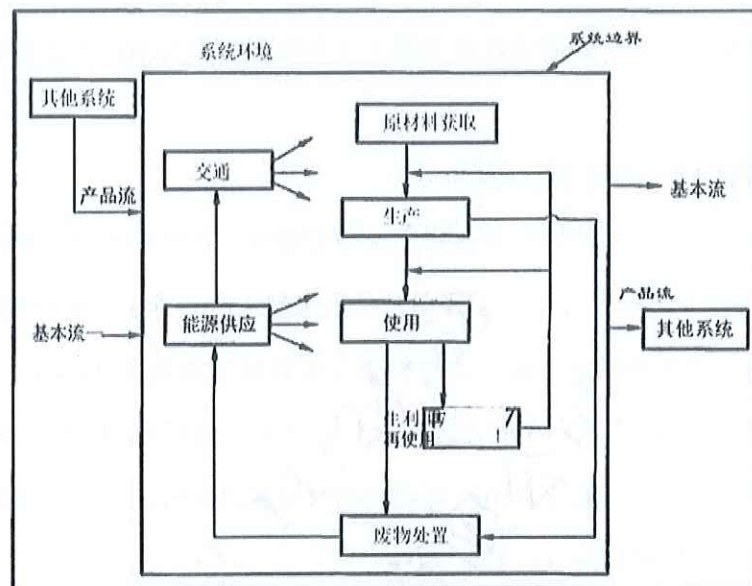 系统环境
系统边界
其他系统
原材料获取
交通
产品流
基本流
生产
能源供应
使用
产品流
基本流
其他系统
再使用
废物处置